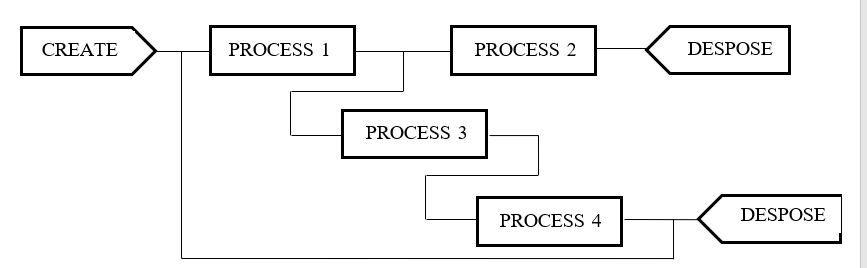 CREATE
PROCESS 1
PROCESS 2
DESPOSE
PROCESS 3
PROCESS 4
DESPOSE